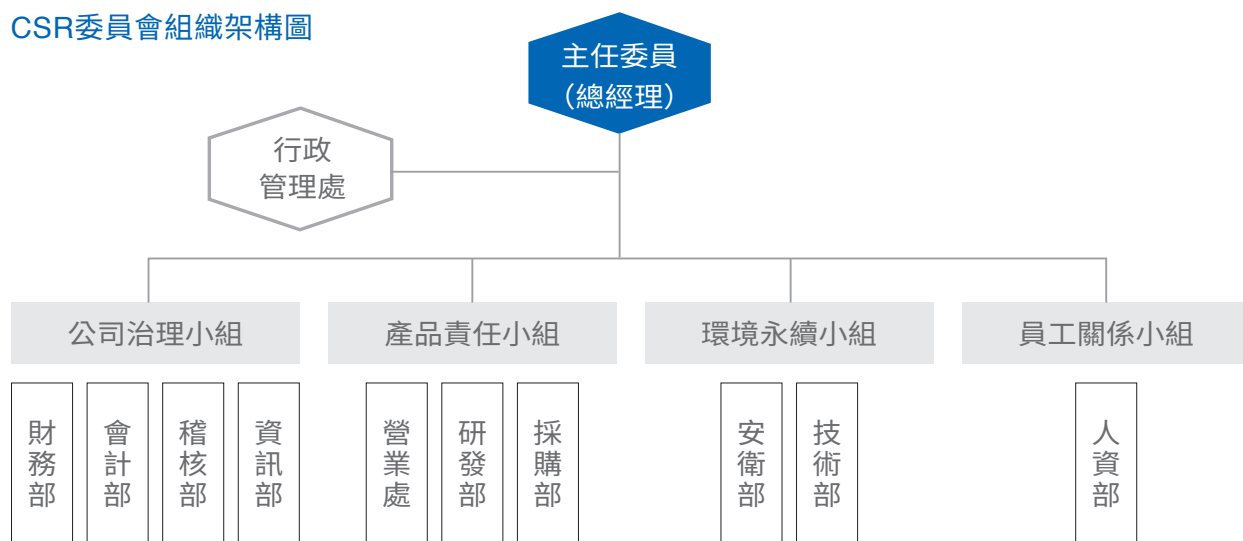 CSR委員會組織架構圖
主任委員
（總經理）
行政
管理處
公司治理小組
產品責任小組
環境永續小組
員工關係小組
財務部
會計部
稽核部
資訊部
營業處
研發部
採購部
安衛部
技術部
人資部